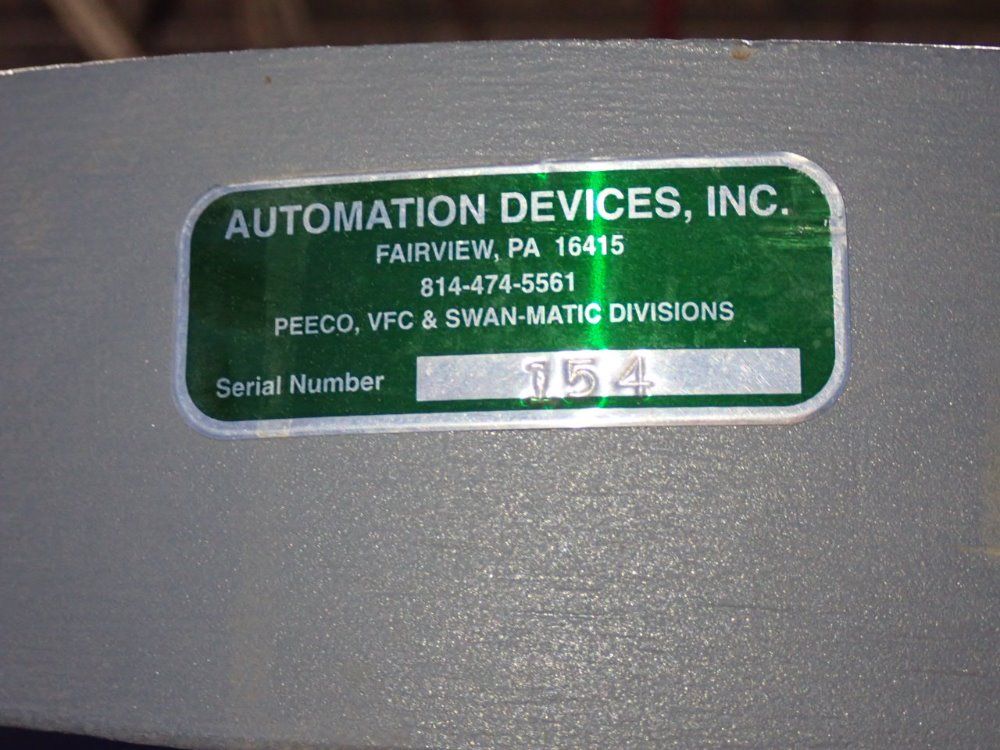 AUTOMATION DEVICES, INC.
FAIRVIEW, PA 16415
814-474-5561
PEECO, VFC & SWAN-MATIC DIVISIONS
Serial Number 154